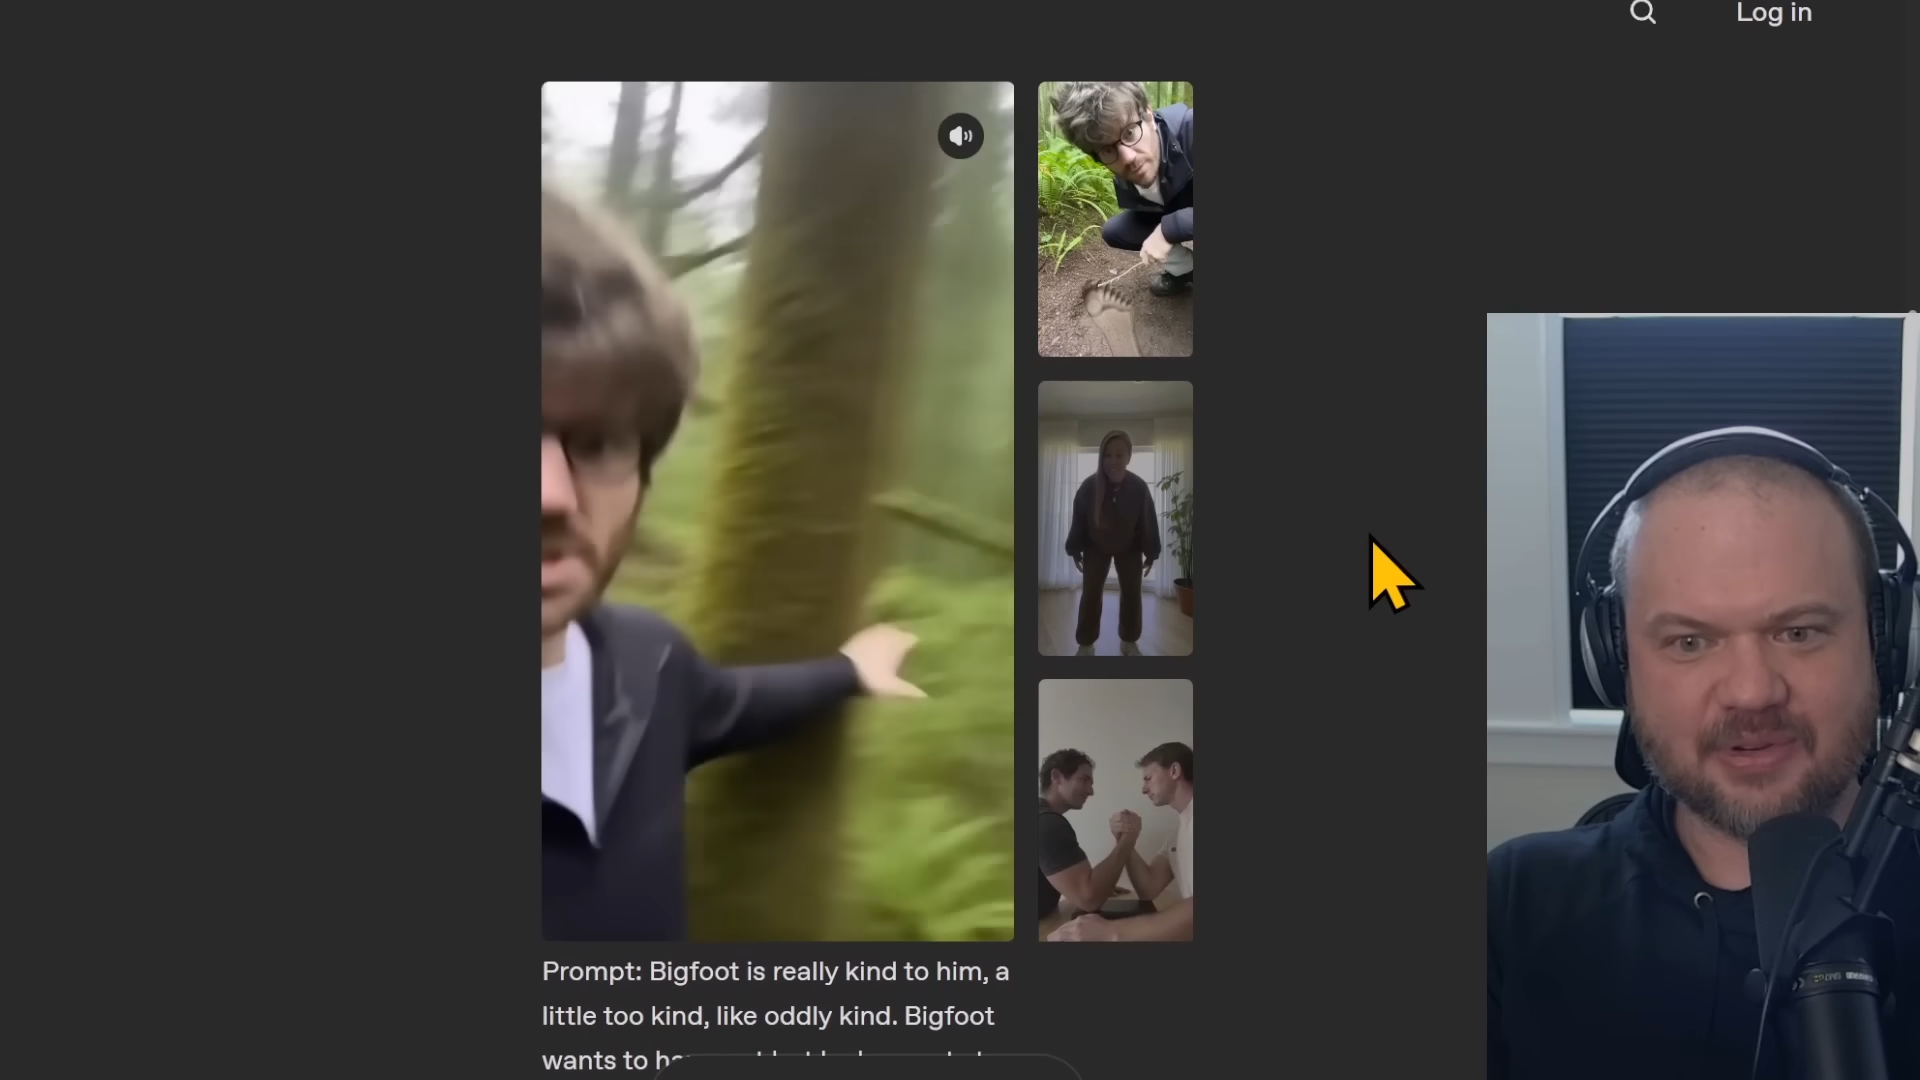 Log in
Prompt: Bigfoot is really kind to him, a
little too kind, like oddly kind. Bigfoot
wants to